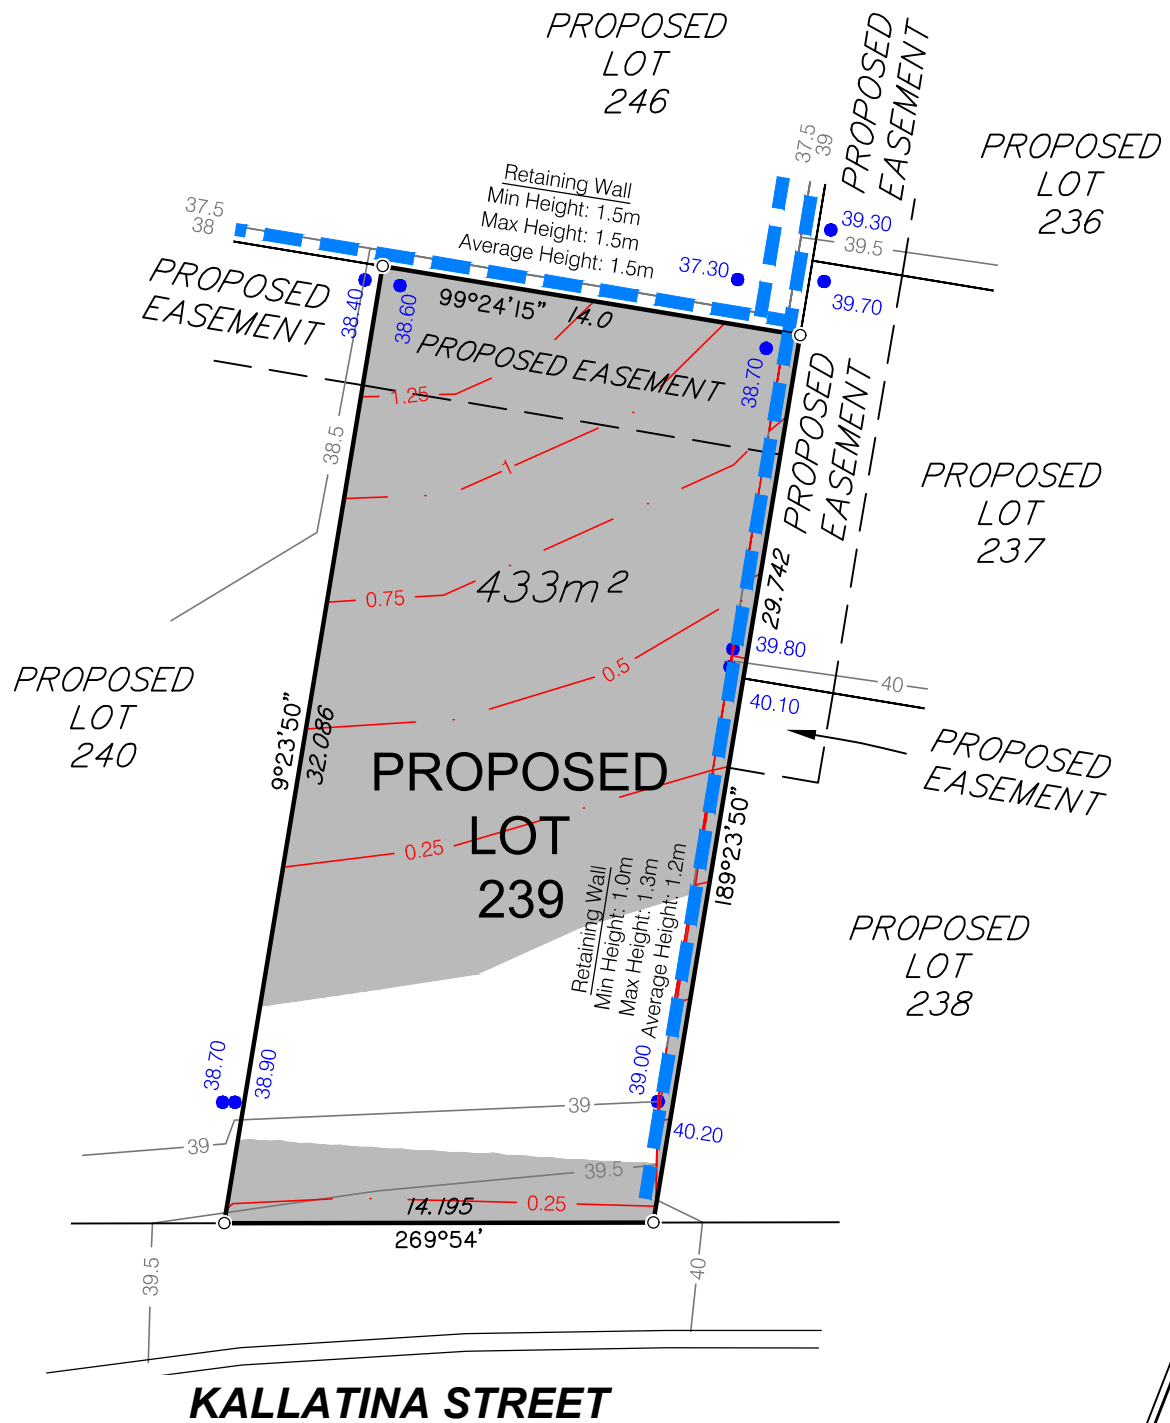 PROPOSED
LOT
246
PROPOSED
EASEMENT
37.5
39
PROPOSED
LOT
236
Retaining Wall
Min Height: 1.5m
Max Height: 1.5m
Average Height: 1.5m
37.5
38
39.30
39.5
37.30
39.70
PROPOSED
EASEMENT
38.40
38.60
99°24'15" 14.0
PROPOSED EASEMENT
38.70
PROPOSED
EASEMENT
1.25
38.5
1
PROPOSED
LOT
237
433m²
0.75
29.742
39.80
0.5
40
40.10
PROPOSED
LOT
240
9°23'50"
32.086
PROPOSED
LOT
239
PROPOSED
EASEMENT
189°23'50"
0.25
Retaining Wall
Min Height: 1.0m
Max Height: 1.3m
Average Height: 1.2m
PROPOSED
LOT
238
38.70
38.90
39.00
39
39
40.20
39.5
14.195
0.25
269°54'
39.5
40
KALLATINA STREET